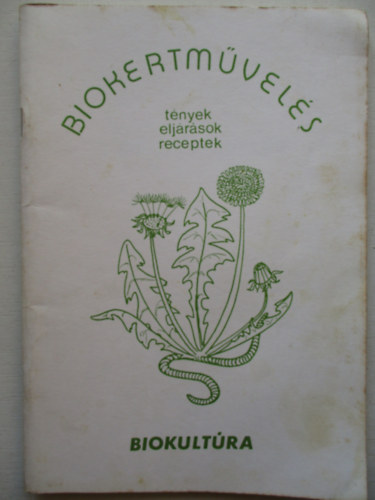 BIOKERTMŰVELÉS
tények
eljárások
receptek
BIOKULTÚRA